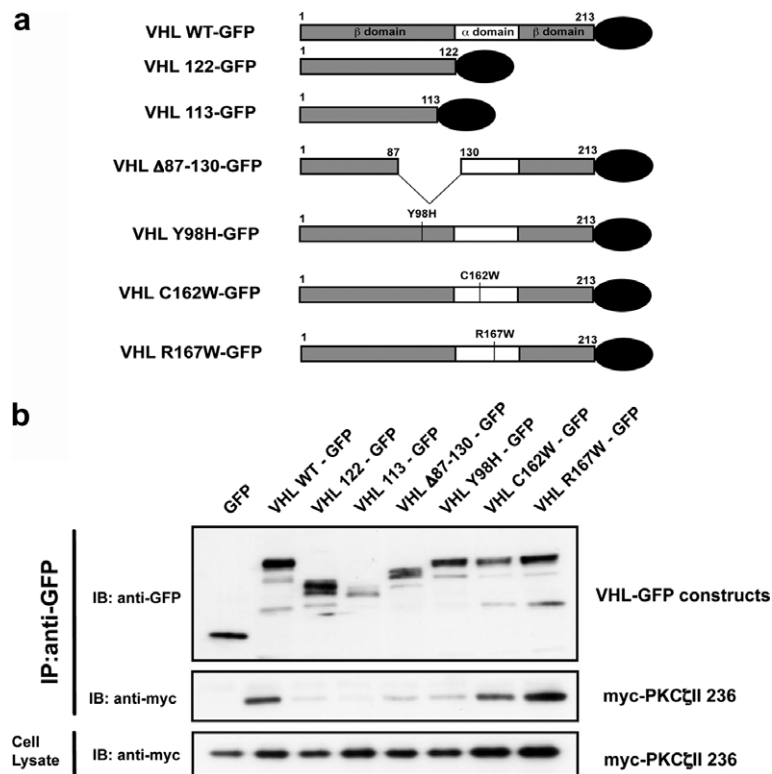 a
VHL WT-GFP
1
213
β domain
α domain
β domain
VHL 122-GFP
1
122
VHL 113-GFP
1
113
VHL Δ87-130-GFP
1
87
130
213
VHL Y98H-GFP
1
Y98H
213
VHL C162W-GFP
1
C162W
213
VHL R167W-GFP
1
R167W
213
b
GFP
VHL WT - GFP
VHL 122 - GFP
VHL 113 - GFP
VHL Δ87-130 - GFP
VHL Y98H - GFP
VHL C162W - GFP
VHL R167W - GFP
IP:anti-GFP
IB: anti-GFP
VHL-GFP constructs
IB: anti-myc
myc-PKCζII 236
Cell
Lysate
IB: anti-myc
myc-PKCζII 236